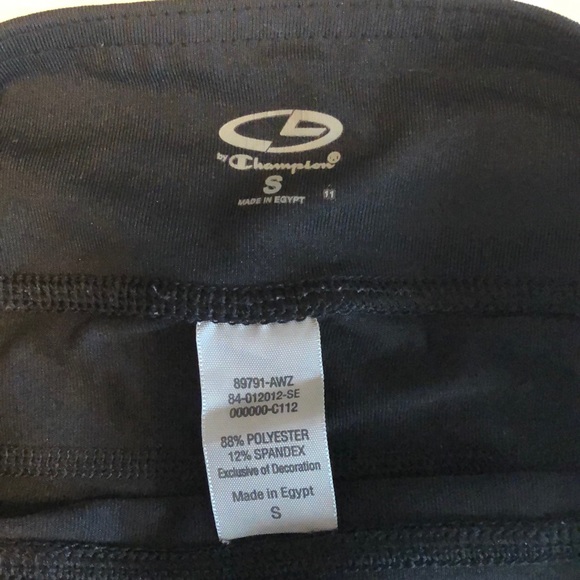 C9
by Champion®
S
MADE IN EGYPT 11
89791-AWZ
84-012012-SE
000000-C112
88% POLYESTER
12% SPANDEX
Exclusive of Decoration
Made in Egypt
S